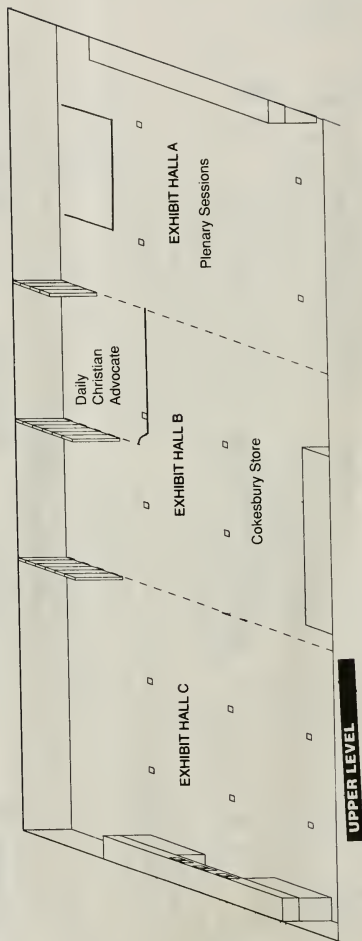 EXHIBIT HALL A
Plenary Sessions
Daily
Christian
Advocate
EXHIBIT HALL B
Cokesbury Store
EXHIBIT HALL C
UPPER LEVEL